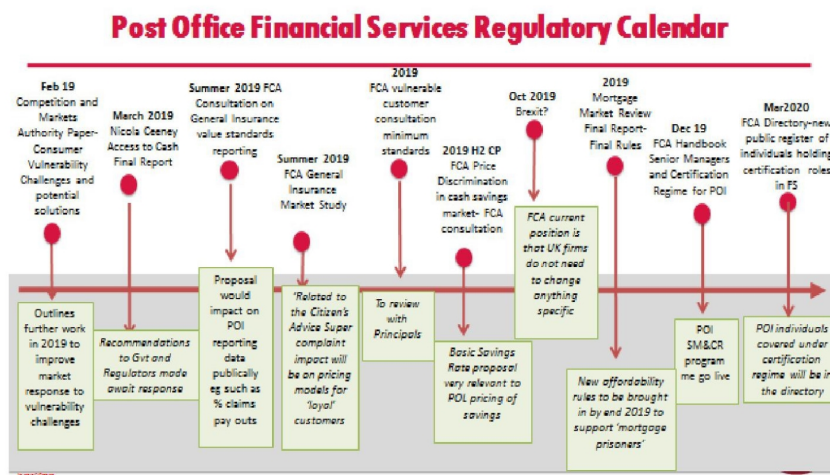 Post Office Financial Services Regulatory Calendar
Feb 19
Competition and
Markets
Authority Paper-
Consumer
Vulnerability
Challenges and
potential
solutions
March 2019
Nicola Ceeney
Access to Cash
Final Report
Summer 2019 FCA
Consultation on
General Insurance
value standards
reporting
Summer 2019
FCA General
Insurance
Market Study
2019
FCA vulnerable
customer
consultation
minimum
standards
2019 H2 CP
FCA Price
Discrimination
in cash savings
market- FCA
consultation
Oct 2019
Brexit?
2019
Mortgage
Market Review
Final Report-
Final Rules
Dec 19
FCA Handbook
Senior Managers
and Certification
Regime for POI
Mar2020
FCA Directory-new
public register of
individuals holding
certification roles
in FS
Outlines
further work
in 2019 to
improve
market
response to
vulnerability
challenges
Recommendations
to Gvt and
Regulators made
await response
Proposal
would
impact on
POI
reporting
data
publically
eg such as
% claims
pay outs
'Related to
the Citizen's
Advice Super
complaint
impact will
be on pricing
models for
'loyal'
customers
To review
with
Principals
Basic Savings
Rate proposal
very relevant to
POL pricing of
savings
FCA current
position is
that UK firms
do not need
to change
anything
specific
New affordability
rules to be brought
in by end 2019 to
support 'mortgage
prisoners'
POI
SM&CR
program
me go live
POI individuals
covered under
certification
regime will be in
the directory